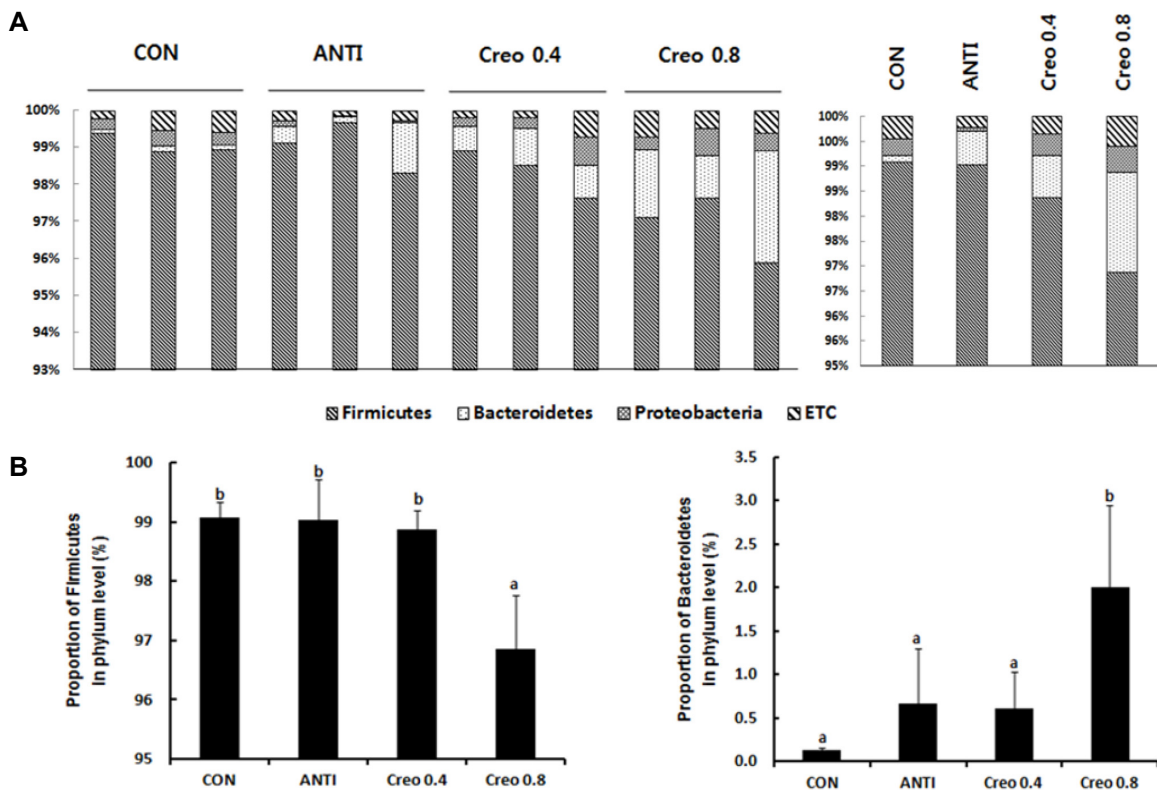 A
CON ANTI Creo 0.4 Creo 0.8
100%
99%
98%
97%
96%
95%
94%
93%
CON ANTI Creo 0.4 Creo 0.8
100%
100%
99%
99%
98%
98%
97%
97%
96%
96%
95%
Firmicutes Bacteroidetes Proteobacteria ETC
B
Proportion of Firmicutes
In phylum level (%)
100
99
98
97
96
95
b b b a
CON ANTI Creo 0.4 Creo 0.8
Proportion of Bacteroidetes
In phylum level (%)
3.5
3.0
2.5
2.0
1.5
1.0
0.5
0.0
a a a b
CON ANTI Creo 0.4 Creo 0.8